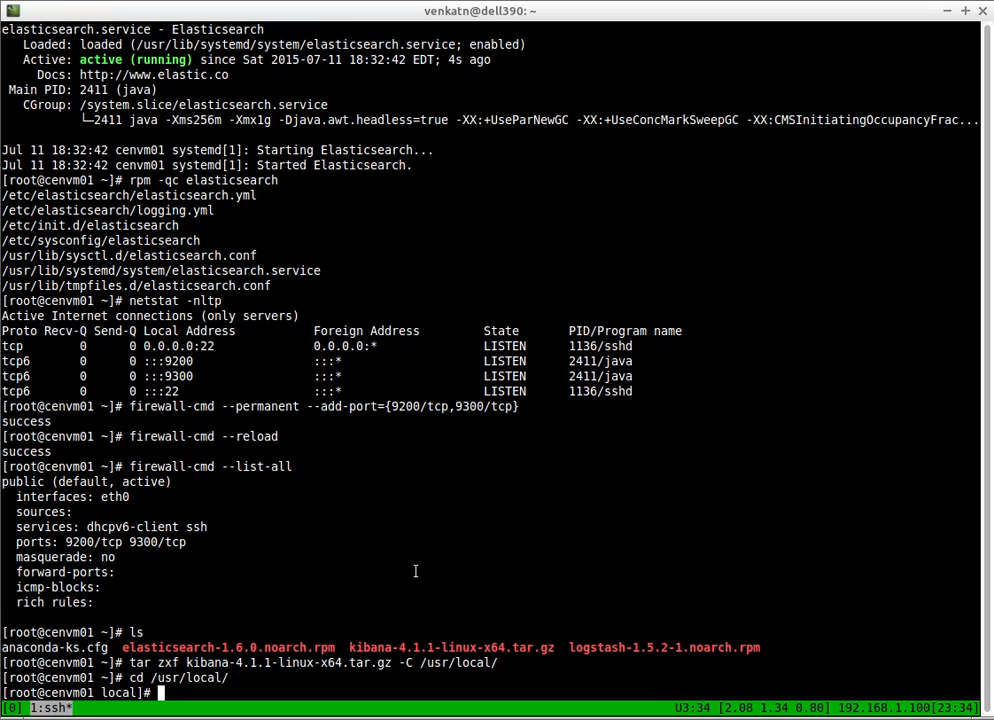 venkatn@dell390: ~
elasticsearch.service - Elasticsearch
   Loaded: loaded (/usr/lib/systemd/system/elasticsearch.service; enabled)
   Active: active (running) since Sat 2015-07-11 18:32:42 EDT; 4s ago
     Docs: http://www.elastic.co
 Main PID: 2411 (java)
   CGroup: /system.slice/elasticsearch.service
           └─2411 java -Xms256m -Xmx1g -Djava.awt.headless=true -XX:+UseParNewGC -XX:+UseConcMarkSweepGC -XX:CMSInitiatingOccupancyFrac...
Jul 11 18:32:42 cenvm01 systemd[1]: Starting Elasticsearch...
Jul 11 18:32:42 cenvm01 systemd[1]: Started Elasticsearch.
[root@cenvm01 ~]# rpm -qc elasticsearch
/etc/elasticsearch/elasticsearch.yml
/etc/elasticsearch/logging.yml
/etc/init.d/elasticsearch
/etc/sysconfig/elasticsearch
/usr/lib/sysctl.d/elasticsearch.conf
/usr/lib/systemd/system/elasticsearch.service
/usr/lib/tmpfiles.d/elasticsearch.conf
[root@cenvm01 ~]# netstat -nltp
Active Internet connections (only servers)
Proto Recv-Q Send-Q Local Address           Foreign Address         State       PID/Program name
tcp        0      0 0.0.0.0:22              0.0.0.0:*               LISTEN      1136/sshd
tcp6       0      0 :::9200                 :::*                    LISTEN      2411/java
tcp6       0      0 :::9300                 :::*                    LISTEN      2411/java
tcp6       0      0 :::22                   :::*                    LISTEN      1136/sshd
[root@cenvm01 ~]# firewall-cmd --permanent --add-port={9200/tcp,9300/tcp}
success
[root@cenvm01 ~]# firewall-cmd --reload
success
[root@cenvm01 ~]# firewall-cmd --list-all
public (default, active)
  interfaces: eth0
  sources:
  services: dhcpv6-client ssh
  ports: 9200/tcp 9300/tcp
  masquerade: no
  forward-ports:
  icmp-blocks:
  rich rules:
[root@cenvm01 ~]# ls
anaconda-ks.cfg  elasticsearch-1.6.0.noarch.rpm  kibana-4.1.1-linux-x64.tar.gz  logstash-1.5.2-1.noarch.rpm
[root@cenvm01 ~]# tar zxf kibana-4.1.1-linux-x64.tar.gz -C /usr/local/
[root@cenvm01 ~]# cd /usr/local/
[root@cenvm01 local]#
[0] 1:ssh* U3:34 [2.08 1.34 0.80] 192.168.1.100[23:34]